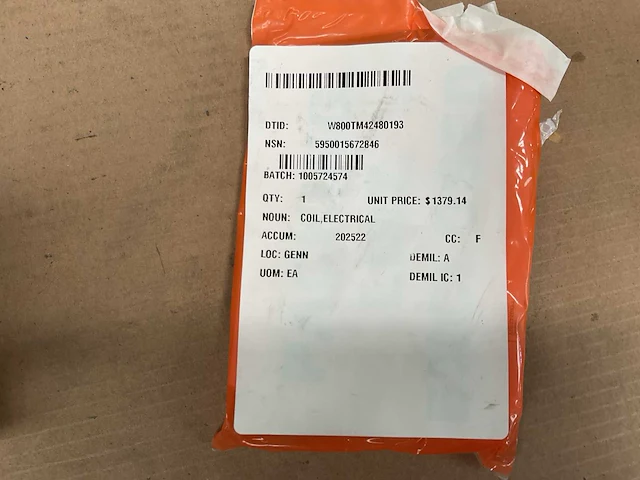 DTID: W800TM42480193
NSN: 5950015672846
BATCH: 1005724574
QTY: 1 UNIT PRICE: $1379.14
NOUN: COIL,ELECTRICAL
ACCUM: 202522 CC: F
LOC: GENN DEMIL: A
UOM: EA DEMIL IC: 1